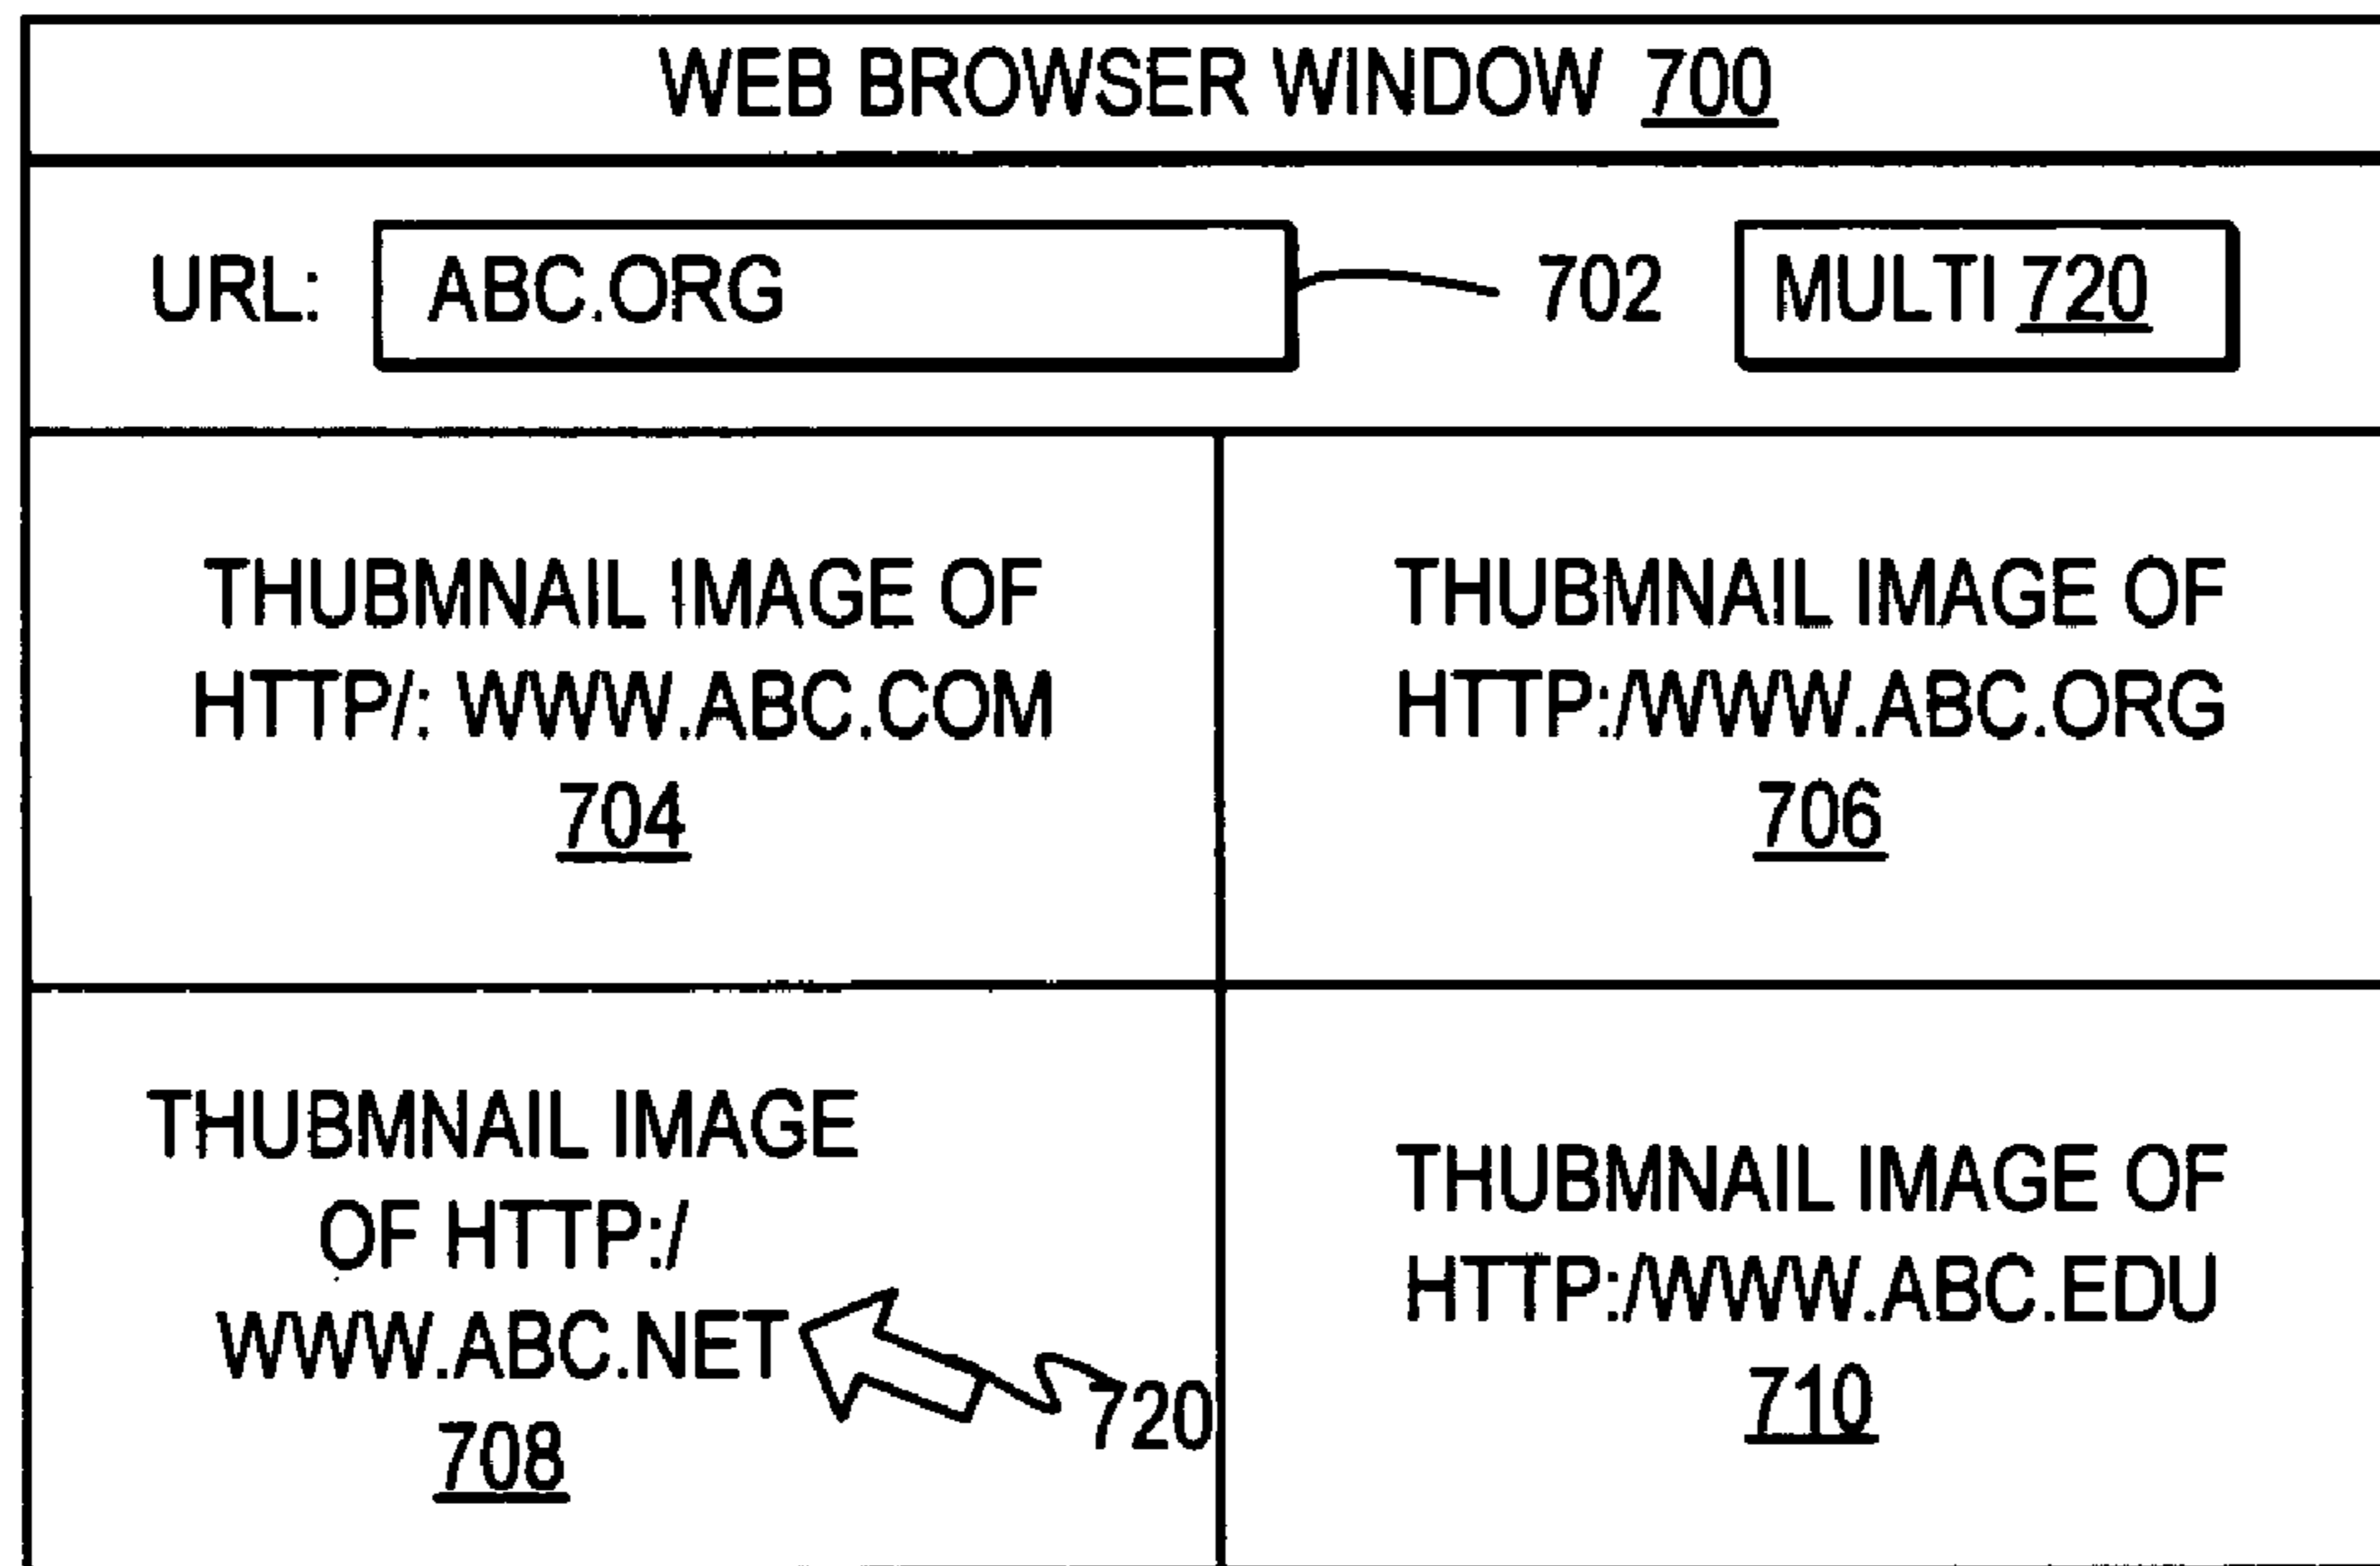 WEB BROWSER WINDOW 700
URL: ABC.ORG 702 MULTI 720
THUBMNAIL IMAGE OF
HTTP/: WWW.ABC.COM
704
THUBMNAIL IMAGE OF
HTTP:/WWW.ABC.ORG
706
THUBMNAIL IMAGE
OF HTTP:/
WWW.ABC.NET
708
720
THUBMNAIL IMAGE OF
HTTP:/WWW.ABC.EDU
710